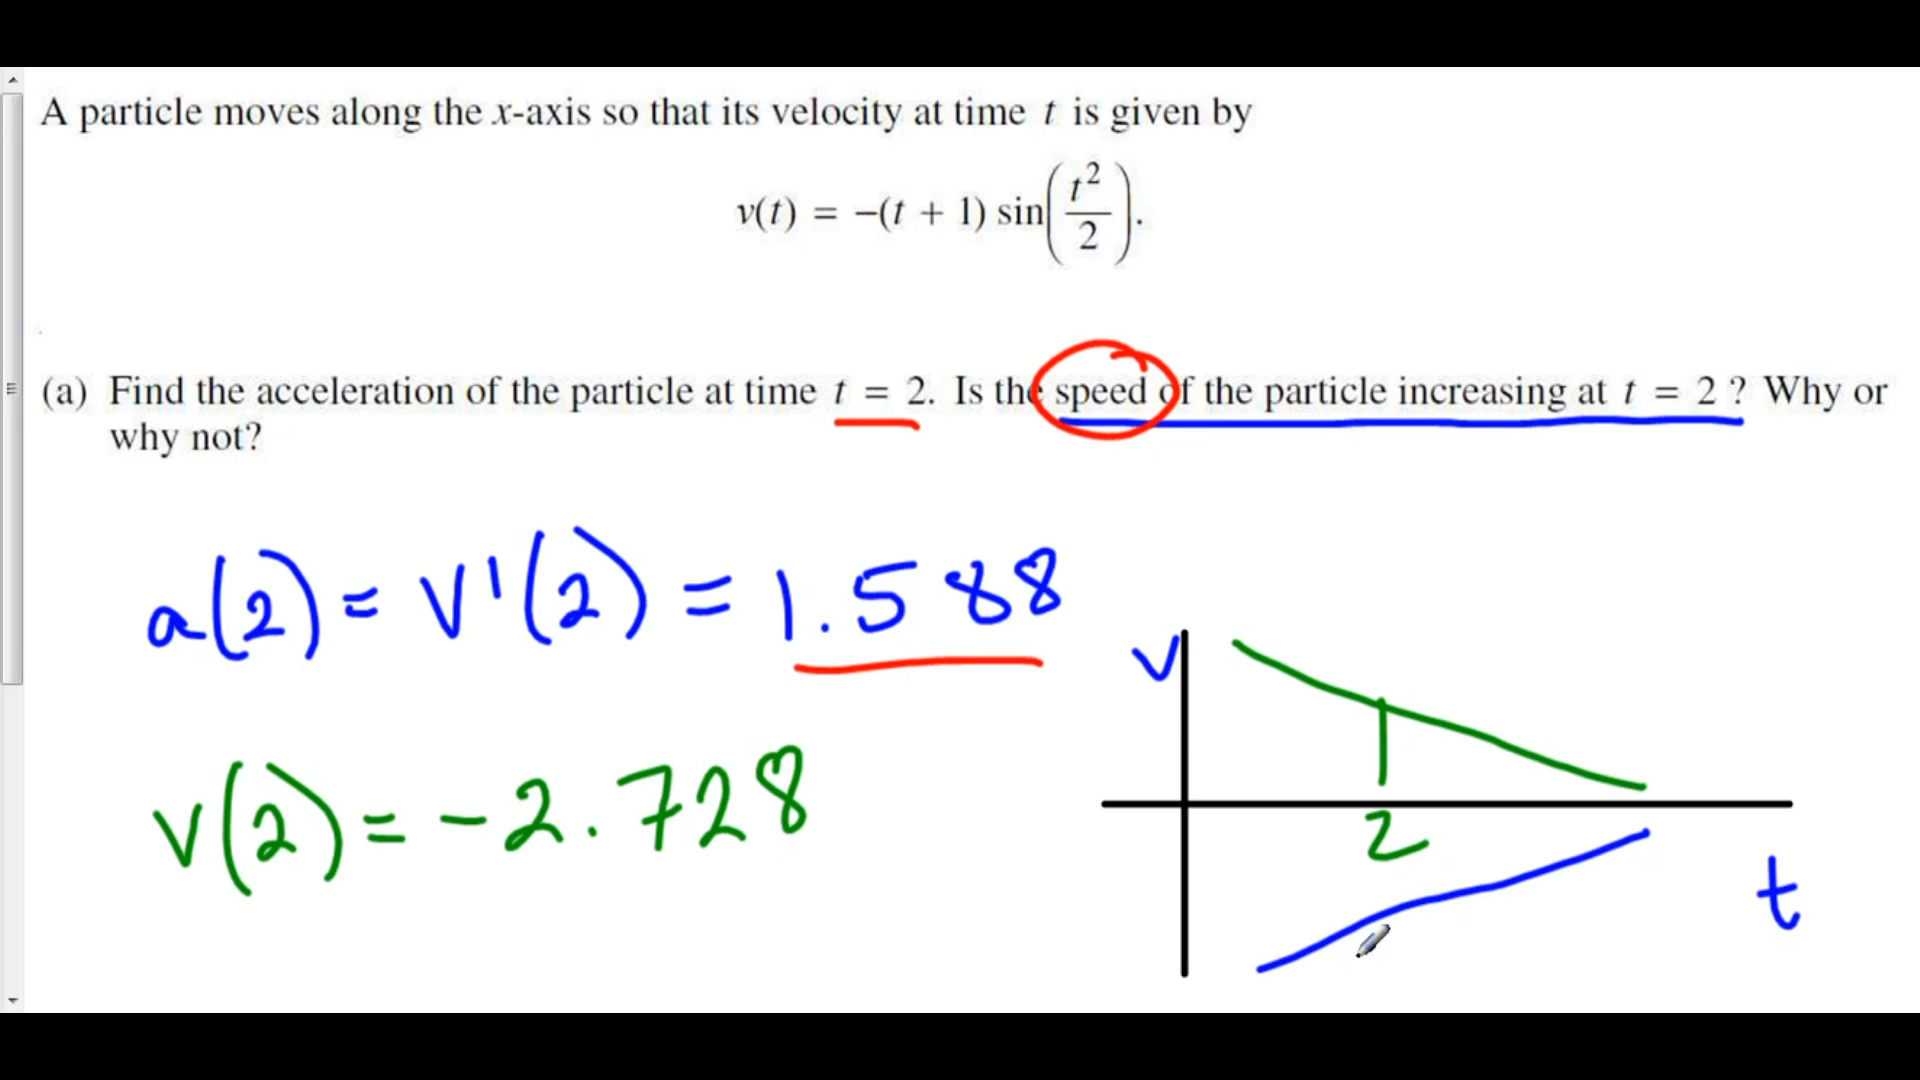 A particle moves along the x-axis so that its velocity at time t is given by
v(t) = −(t + 1) sin(t²/2).
(a) Find the acceleration of the particle at time t = 2. Is the speed of the particle increasing at t = 2 ? Why or
why not?
a(2) = v'(2) = 1.588
v
v(2) = -2.728
2
t